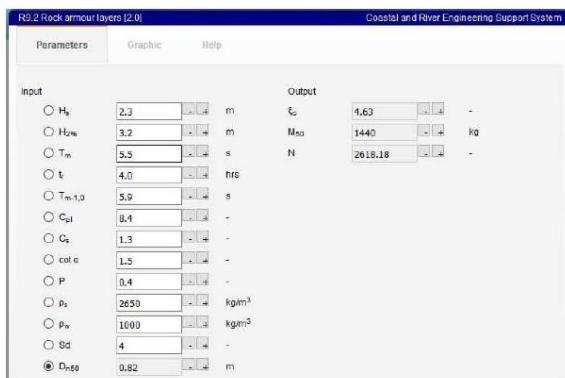 R9.2 Rock armour layers [2.0] Coastal and River Engineering Support System
Parameters Graphic Help
Input Output
Hs 2.3 - + m ξo 4.63 - + -
H2% 3.2 - + m M50 1440 - + kg
Tm 5.5 - + s N 2618.18 - + -
tr 4.0 - + hrs
Tm-1,0 5.9 - + s
Cpl 8.4 - + -
Cs 1.3 - + -
cot α 1.5 - + -
P 0.4 - + -
ρs 2650 - + kg/m³
ρw 1000 - + kg/m³
Sd 4 - + -
Dn50 0.82 - + m